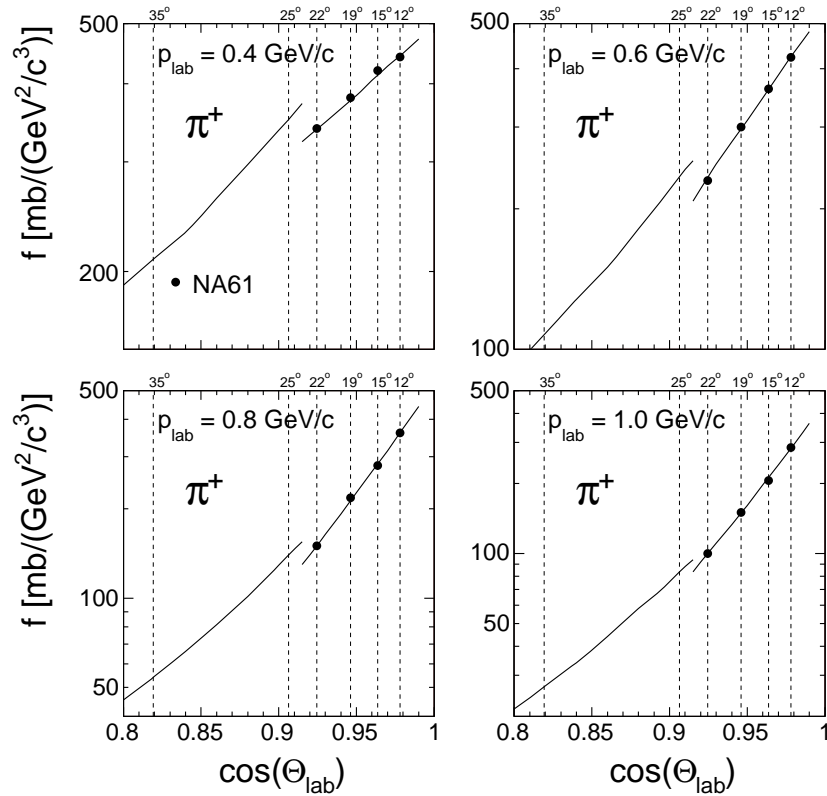 35° 25° 22° 19° 15° 12°
p_lab = 0.4 GeV/c
π⁺
NA61
500
200
f [mb/(GeV²/c³)]
35° 25° 22° 19° 15° 12°
p_lab = 0.6 GeV/c
π⁺
500
100
35° 25° 22° 19° 15° 12°
p_lab = 0.8 GeV/c
π⁺
500
100
50
f [mb/(GeV²/c³)]
0.8 0.85 0.9 0.95 1
cos(Θ_lab)
35° 25° 22° 19° 15° 12°
p_lab = 1.0 GeV/c
π⁺
500
100
50
0.8 0.85 0.9 0.95 1
cos(Θ_lab)